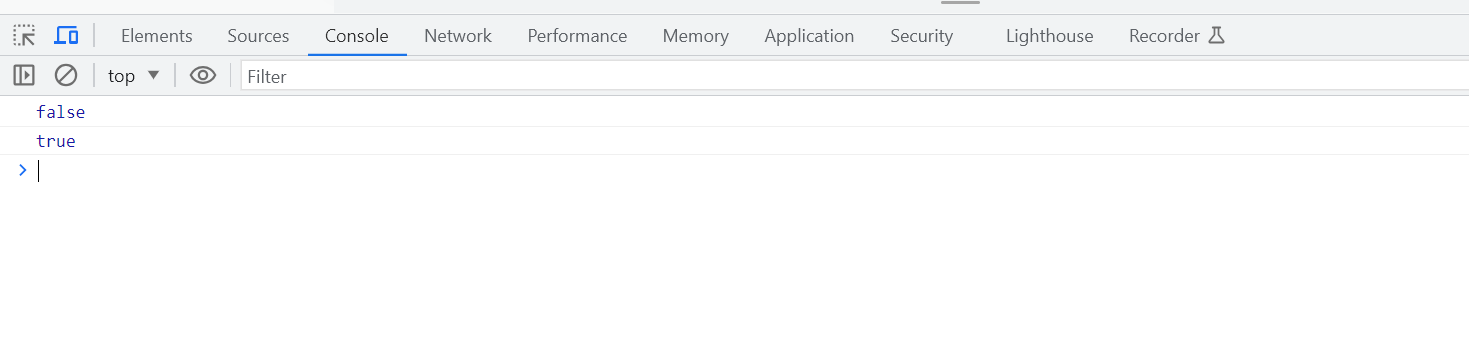 Elements Sources Console Network Performance Memory Application Security Lighthouse Recorder
top Filter
false
true